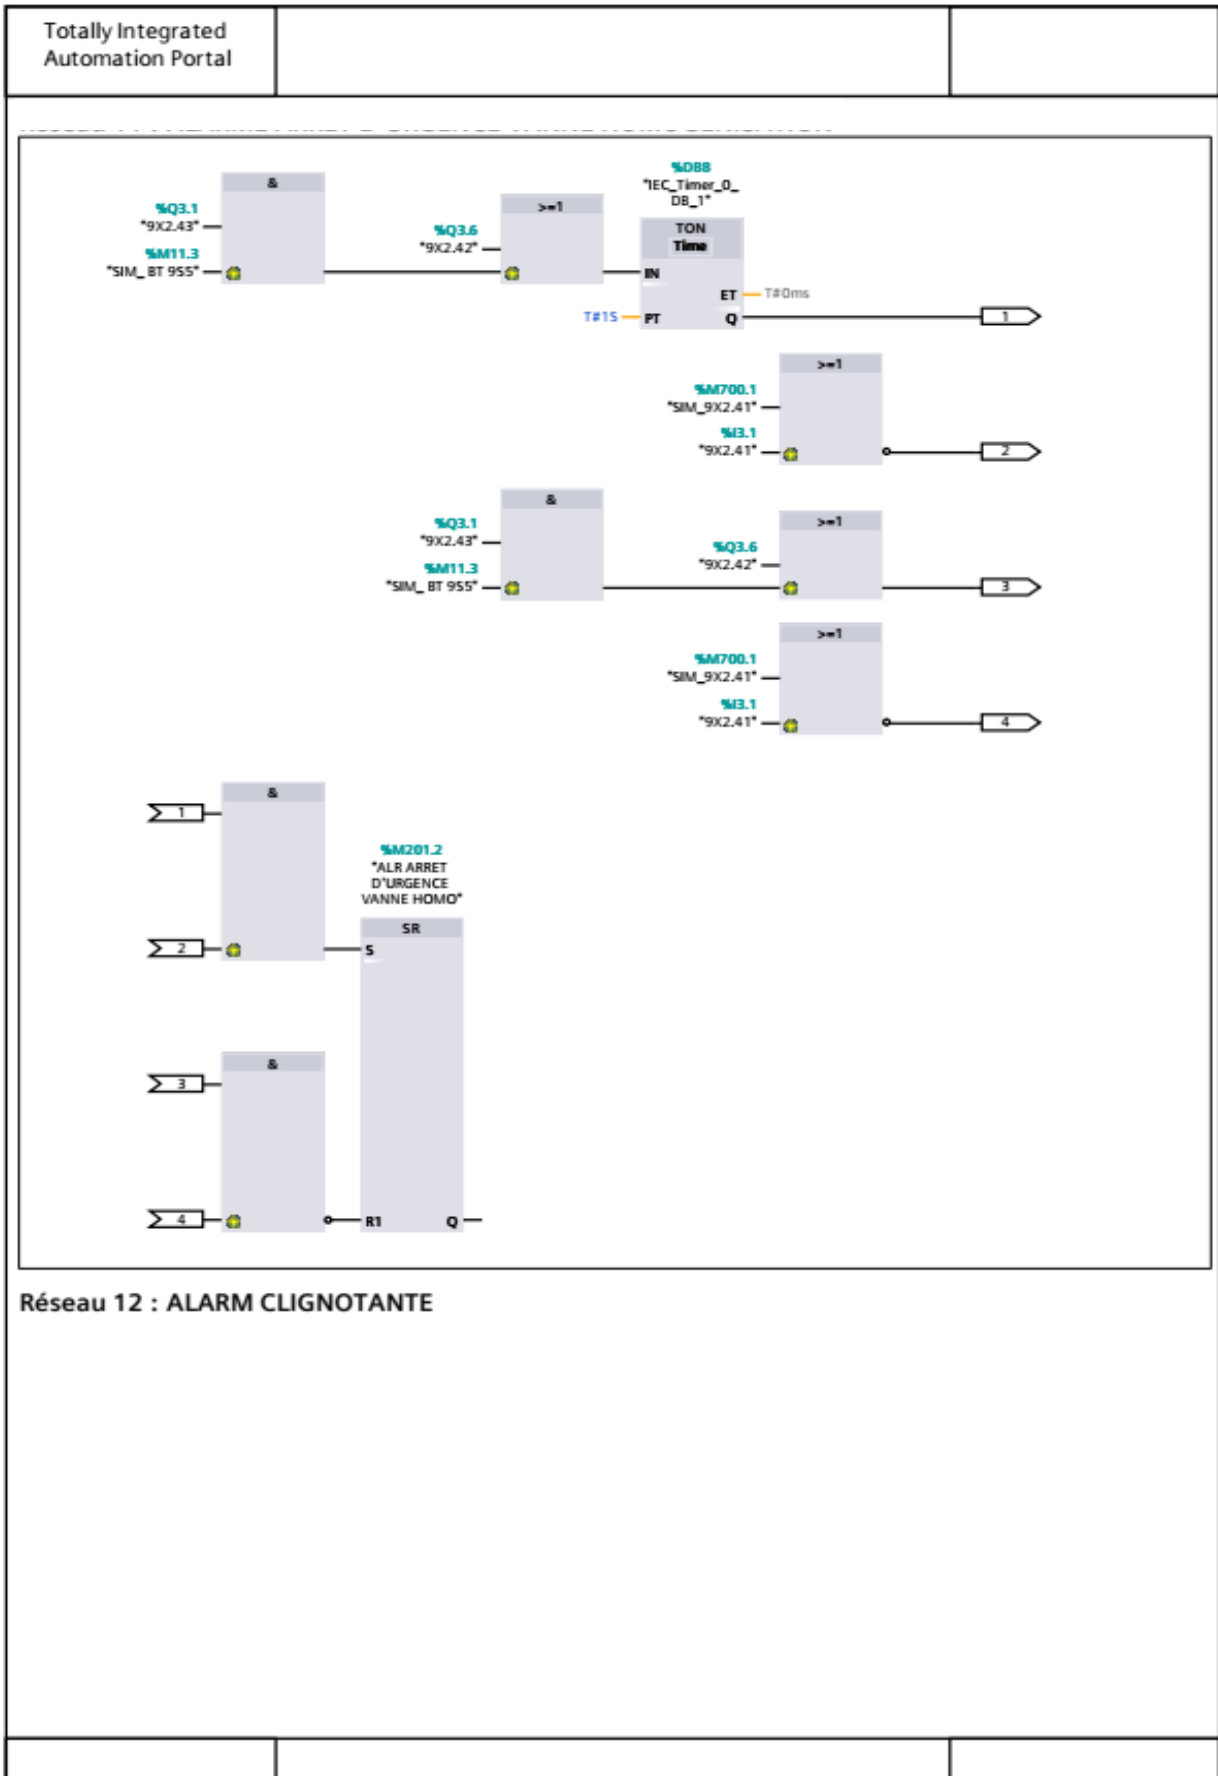 Totally Integrated
Automation Portal
&
%Q3.1
"9X2.43"
%M11.3
"SIM_ BT 955"
>=1
%Q3.6
"9X2.42"
%DB8
"IEC_Timer_0_
DB_1"
TON
Time
IN
ET
T#0ms
T#1S
PT
Q
1
>=1
%M700.1
"SIM_9X2.41"
%I3.1
"9X2.41"
2
&
%Q3.1
"9X2.43"
%M11.3
"SIM_ BT 955"
>=1
%Q3.6
"9X2.42"
3
>=1
%M700.1
"SIM_9X2.41"
%I3.1
"9X2.41"
4
&
1
2
%M201.2
"ALR ARRET
D'URGENCE
VANNE HOMO"
SR
S
&
3
4
R1
Q
Réseau 12 : ALARM CLIGNOTANTE